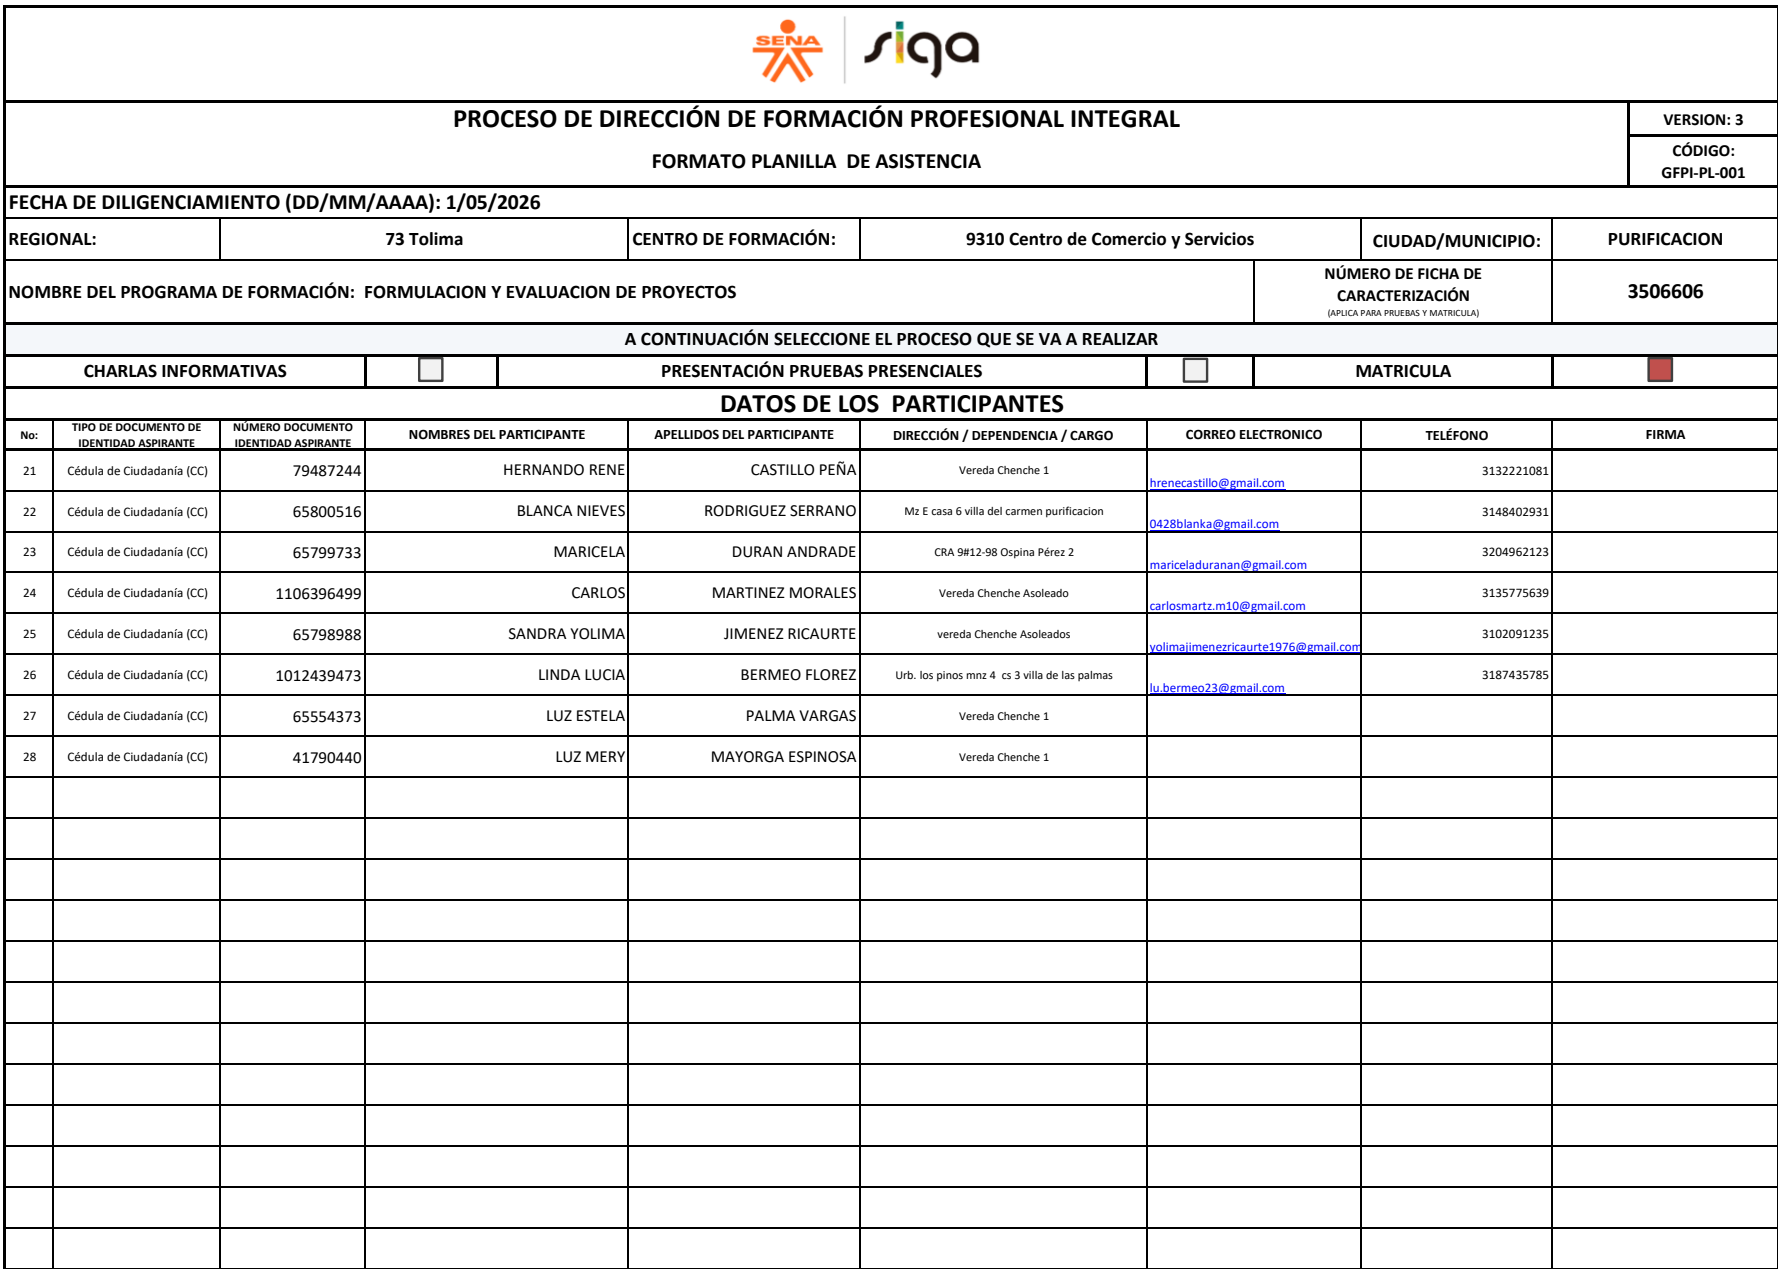 SENA
siga
PROCESO DE DIRECCIÓN DE FORMACIÓN PROFESIONAL INTEGRAL
FORMATO PLANILLA  DE ASISTENCIA
VERSION: 3
CÓDIGO:
GFPI-PL-001
FECHA DE DILIGENCIAMIENTO (DD/MM/AAAA): 1/05/2026
REGIONAL: 73 Tolima CENTRO DE FORMACIÓN: 9310 Centro de Comercio y Servicios CIUDAD/MUNICIPIO: PURIFICACION
NOMBRE DEL PROGRAMA DE FORMACIÓN:  FORMULACION Y EVALUACION DE PROYECTOS
NÚMERO DE FICHA DE
CARACTERIZACIÓN
(APLICA PARA PRUEBAS Y MATRICULA)
3506606
A CONTINUACIÓN SELECCIONE EL PROCESO QUE SE VA A REALIZAR
CHARLAS INFORMATIVAS PRESENTACIÓN PRUEBAS PRESENCIALES MATRICULA
DATOS DE LOS  PARTICIPANTES
No: TIPO DE DOCUMENTO DE IDENTIDAD ASPIRANTE NÚMERO DOCUMENTO IDENTIDAD ASPIRANTE NOMBRES DEL PARTICIPANTE APELLIDOS DEL PARTICIPANTE DIRECCIÓN / DEPENDENCIA / CARGO CORREO ELECTRONICO TELÉFONO FIRMA
21 Cédula de Ciudadanía (CC) 79487244 HERNANDO RENE CASTILLO PEÑA Vereda Chenche 1 hrenecastillo@gmail.com 3132221081
22 Cédula de Ciudadanía (CC) 65800516 BLANCA NIEVES RODRIGUEZ SERRANO Mz E casa 6 villa del carmen purificacion 0428blanka@gmail.com 3148402931
23 Cédula de Ciudadanía (CC) 65799733 MARICELA DURAN ANDRADE CRA 9#12-98 Ospina Pérez 2 mariceladuranan@gmail.com 3204962123
24 Cédula de Ciudadanía (CC) 1106396499 CARLOS MARTINEZ MORALES Vereda Chenche Asoleado carlosmartz.m10@gmail.com 3135775639
25 Cédula de Ciudadanía (CC) 65798988 SANDRA YOLIMA JIMENEZ RICAURTE vereda Chenche Asoleados yolimajimenezricaurte1976@gmail.com 3102091235
26 Cédula de Ciudadanía (CC) 1012439473 LINDA LUCIA BERMEO FLOREZ Urb. los pinos mnz 4  cs 3 villa de las palmas lu.bermeo23@gmail.com 3187435785
27 Cédula de Ciudadanía (CC) 65554373 LUZ ESTELA PALMA VARGAS Vereda Chenche 1
28 Cédula de Ciudadanía (CC) 41790440 LUZ MERY MAYORGA ESPINOSA Vereda Chenche 1